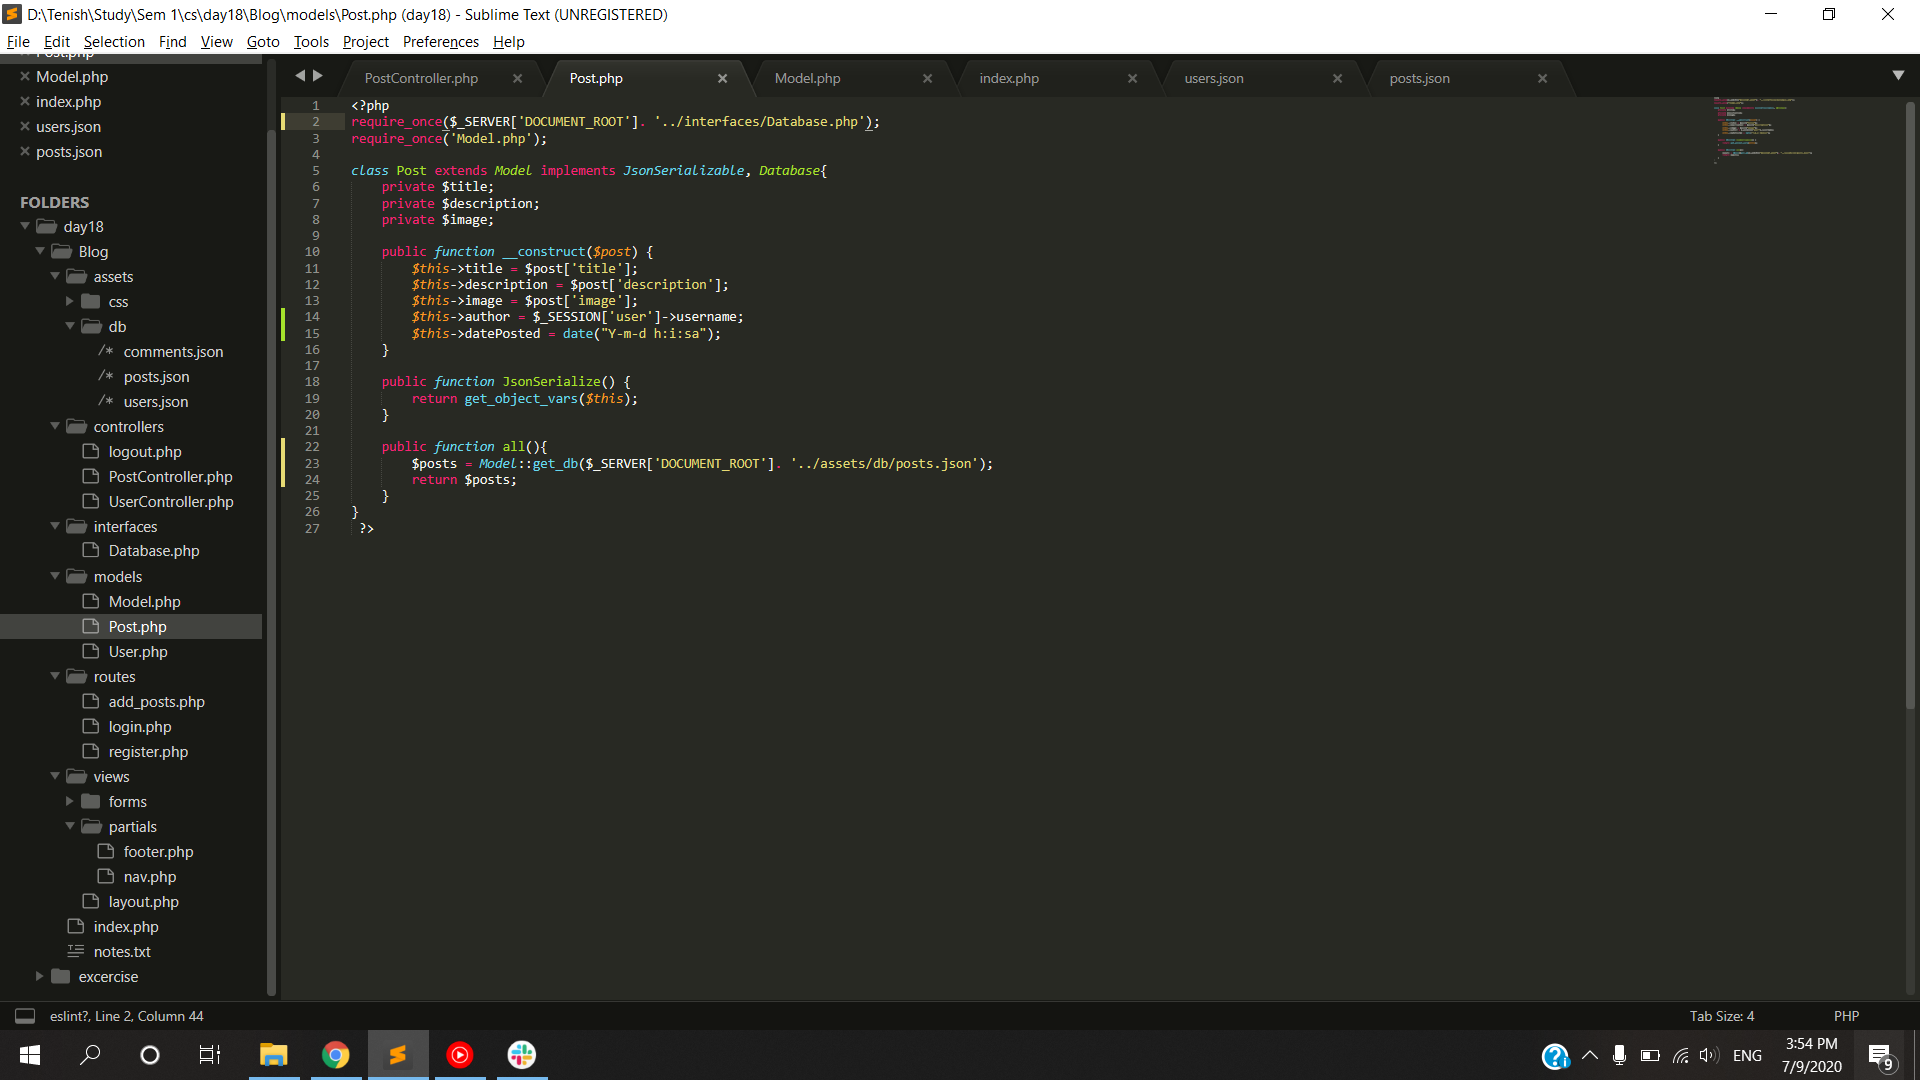 D:\Tenish\Study\Sem 1\cs\day18\Blog\models\Post.php (day18) - Sublime Text (UNREGISTERED)
File Edit Selection Find View Goto Tools Project Preferences Help
Post.php
Model.php
index.php
users.json
posts.json
FOLDERS
day18
Blog
assets
css
db
comments.json
posts.json
users.json
controllers
logout.php
PostController.php
UserController.php
interfaces
Database.php
models
Model.php
Post.php
User.php
routes
add_posts.php
login.php
register.php
views
forms
partials
footer.php
nav.php
layout.php
index.php
notes.txt
excercise
PostController.php Post.php Model.php index.php users.json posts.json
1 <?php
2 require_once($_SERVER['DOCUMENT_ROOT']. '../interfaces/Database.php');
3 require_once('Model.php');
4
5 class Post extends Model implements JsonSerializable, Database{
6 private $title;
7 private $description;
8 private $image;
9
10 public function __construct($post) {
11 $this->title = $post['title'];
12 $this->description = $post['description'];
13 $this->image = $post['image'];
14 $this->author = $_SESSION['user']->username;
15 $this->datePosted = date("Y-m-d h:i:sa");
16 }
17
18 public function JsonSerialize() {
19 return get_object_vars($this);
20 }
21
22 public function all(){
23 $posts = Model::get_db($_SERVER['DOCUMENT_ROOT']. '../assets/db/posts.json');
24 return $posts;
25 }
26 }
27 ?>
eslint?, Line 2, Column 44
Tab Size: 4 PHP
ENG
3:54 PM
7/9/2020
9